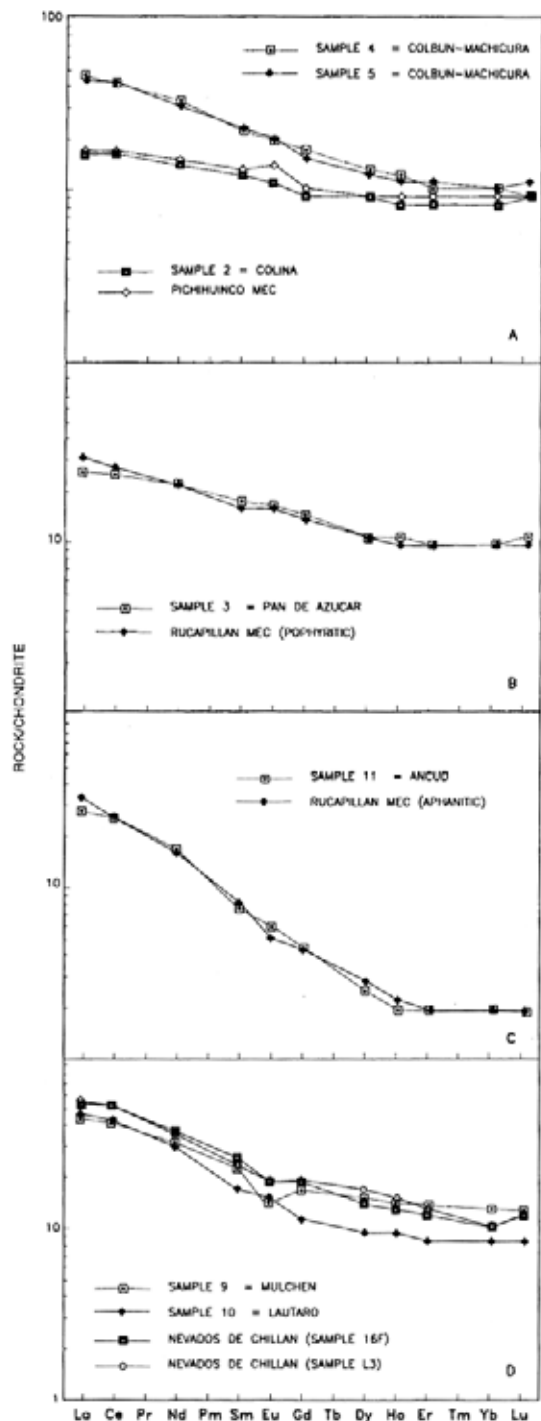 100
SAMPLE 4 = COLBUN-MACHICURA
SAMPLE 5 = COLBUN-MACHICURA
SAMPLE 2 = COLINA
PICHIHUINCO MEC
A
10
SAMPLE 3 = PAN DE AZUCAR
RUCAPILLAN MEC (POPHYRITIC)
B
ROCK/CHONDRITE
SAMPLE 11 = ANCUD
RUCAPILLAN MEC (APHANITIC)
10
C
10
SAMPLE 9 = MULCHEN
SAMPLE 10 = LAUTARO
NEVADOS DE CHILLAN (SAMPLE 16F)
NEVADOS DE CHILLAN (SAMPLE L3)
D
1
La Ce Pr Nd Pm Sm Eu Gd Tb Dy Ho Er Tm Yb Lu